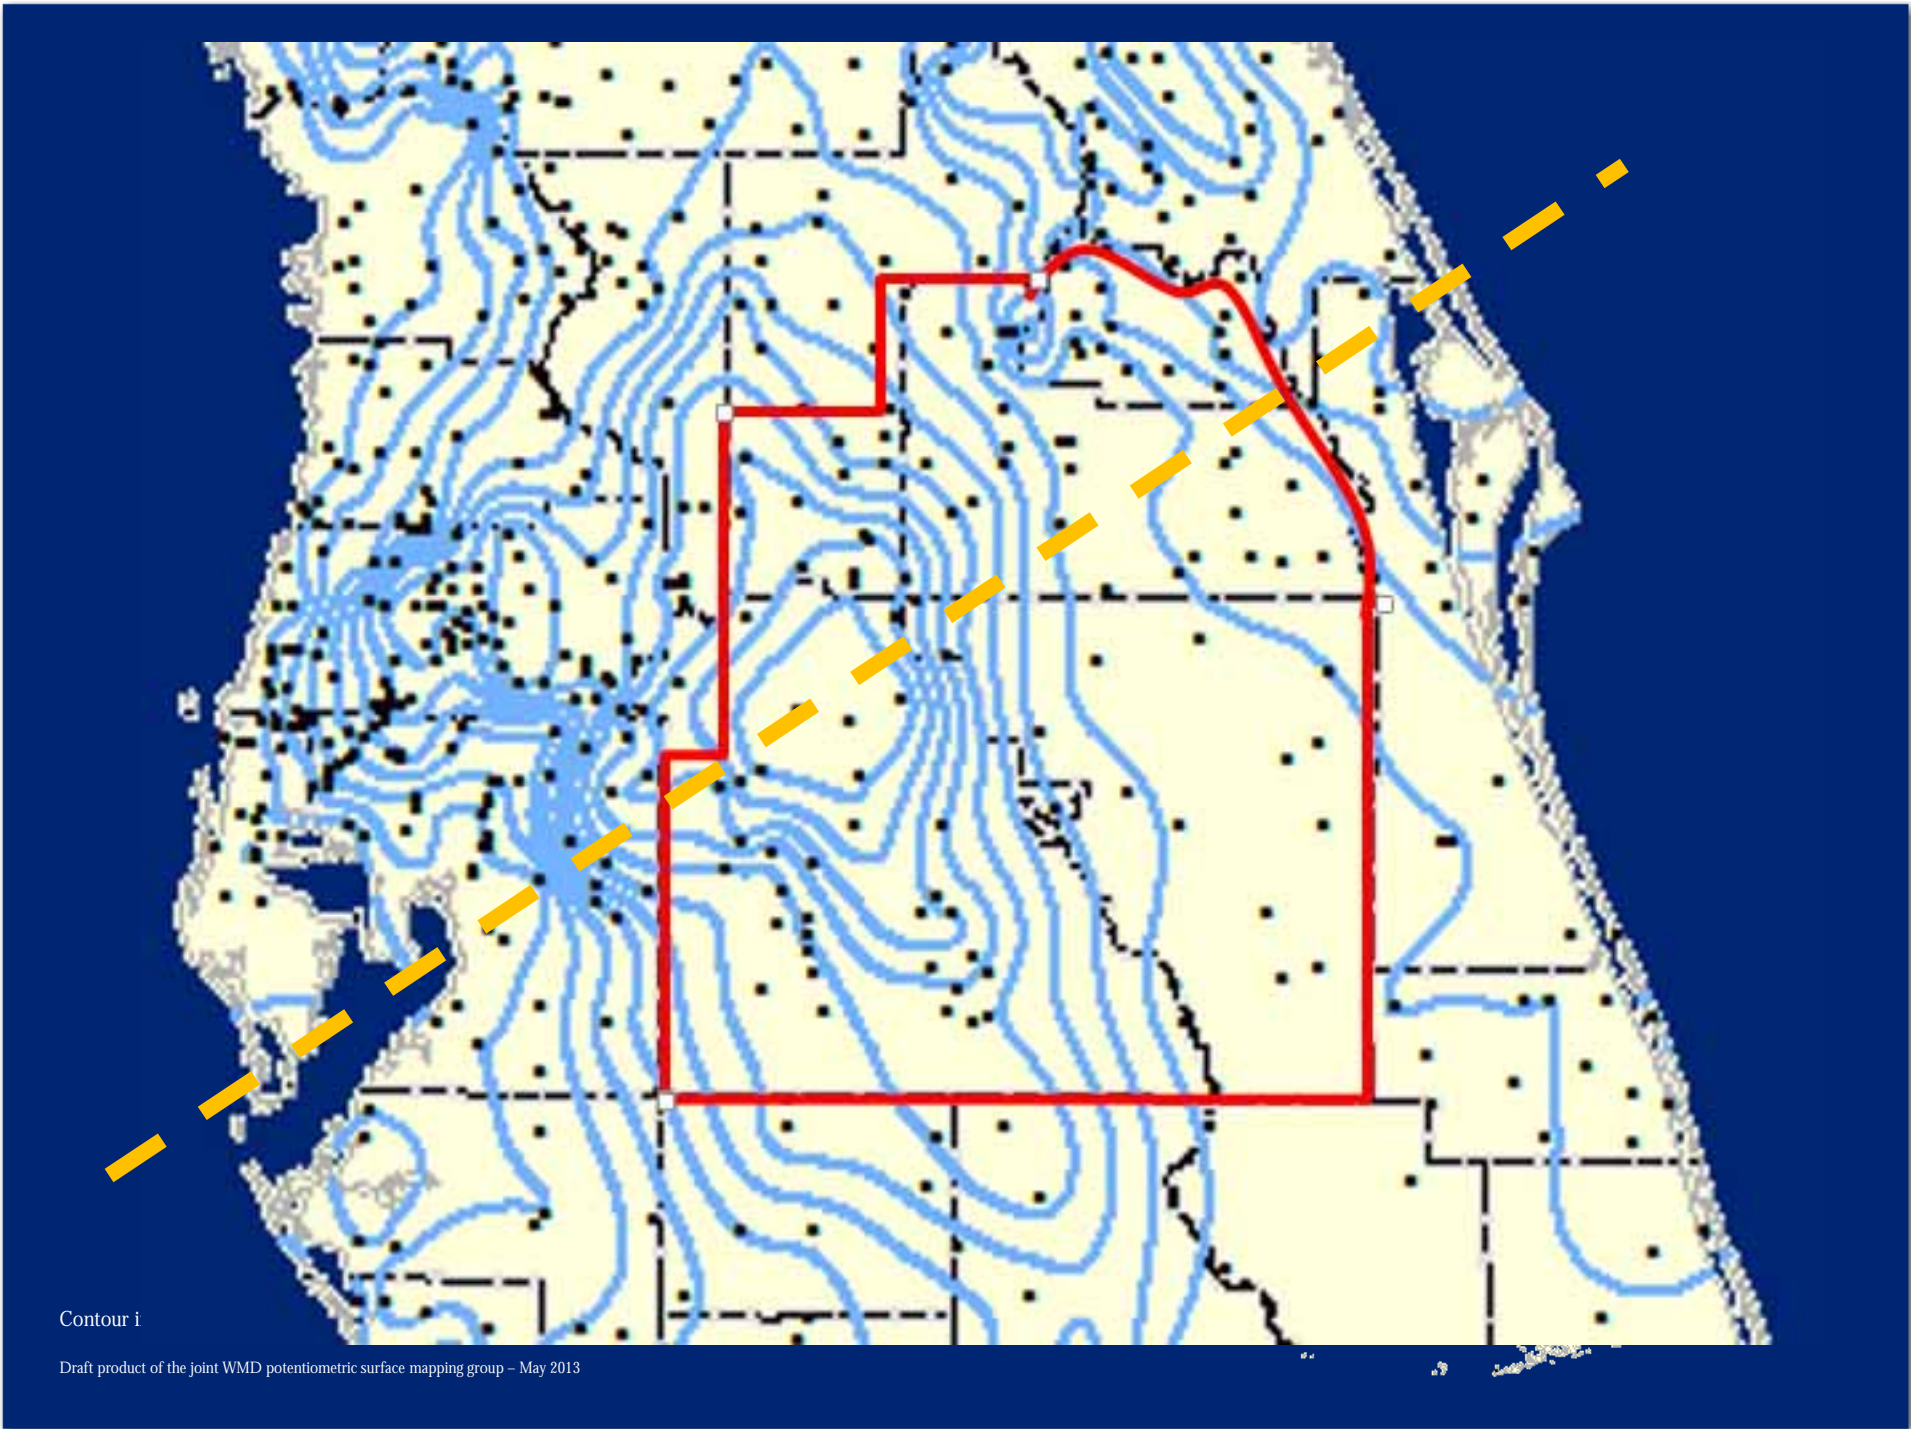 Contour i
Draft product of the joint WMD potentiometric surface mapping group – May 2013